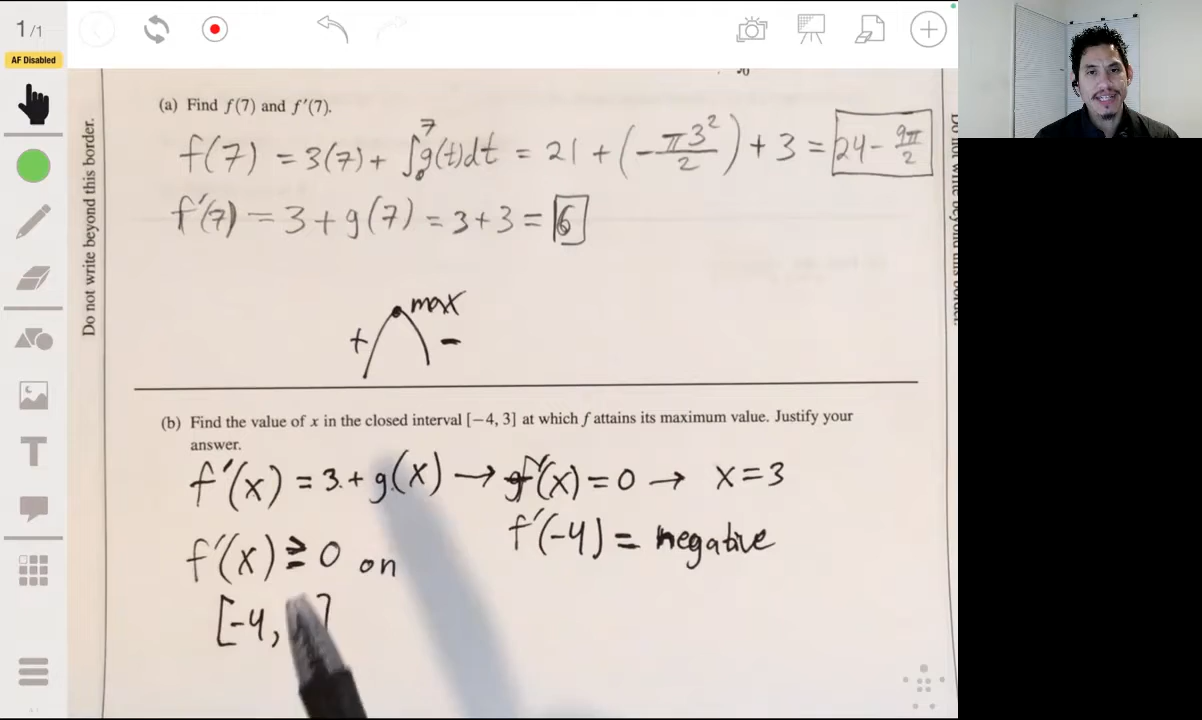 1/1
AF Disabled
Do not write beyond this border.
(a) Find f(7) and f′(7).
f(7) = 3(7) + ∫₀⁷ g(t)dt = 21 + (-π3²/2) + 3 = 24 - 9π/2
f′(7) = 3 + g(7) = 3+3 = 6
max
+ −
(b) Find the value of x in the closed interval [−4, 3] at which f attains its maximum value. Justify your
answer.
f′(x) = 3 + g(x) → f′(x) = 0 → x = 3
f′(-4) = negative
f′(x) ≥ 0 on
[-4, ]
T